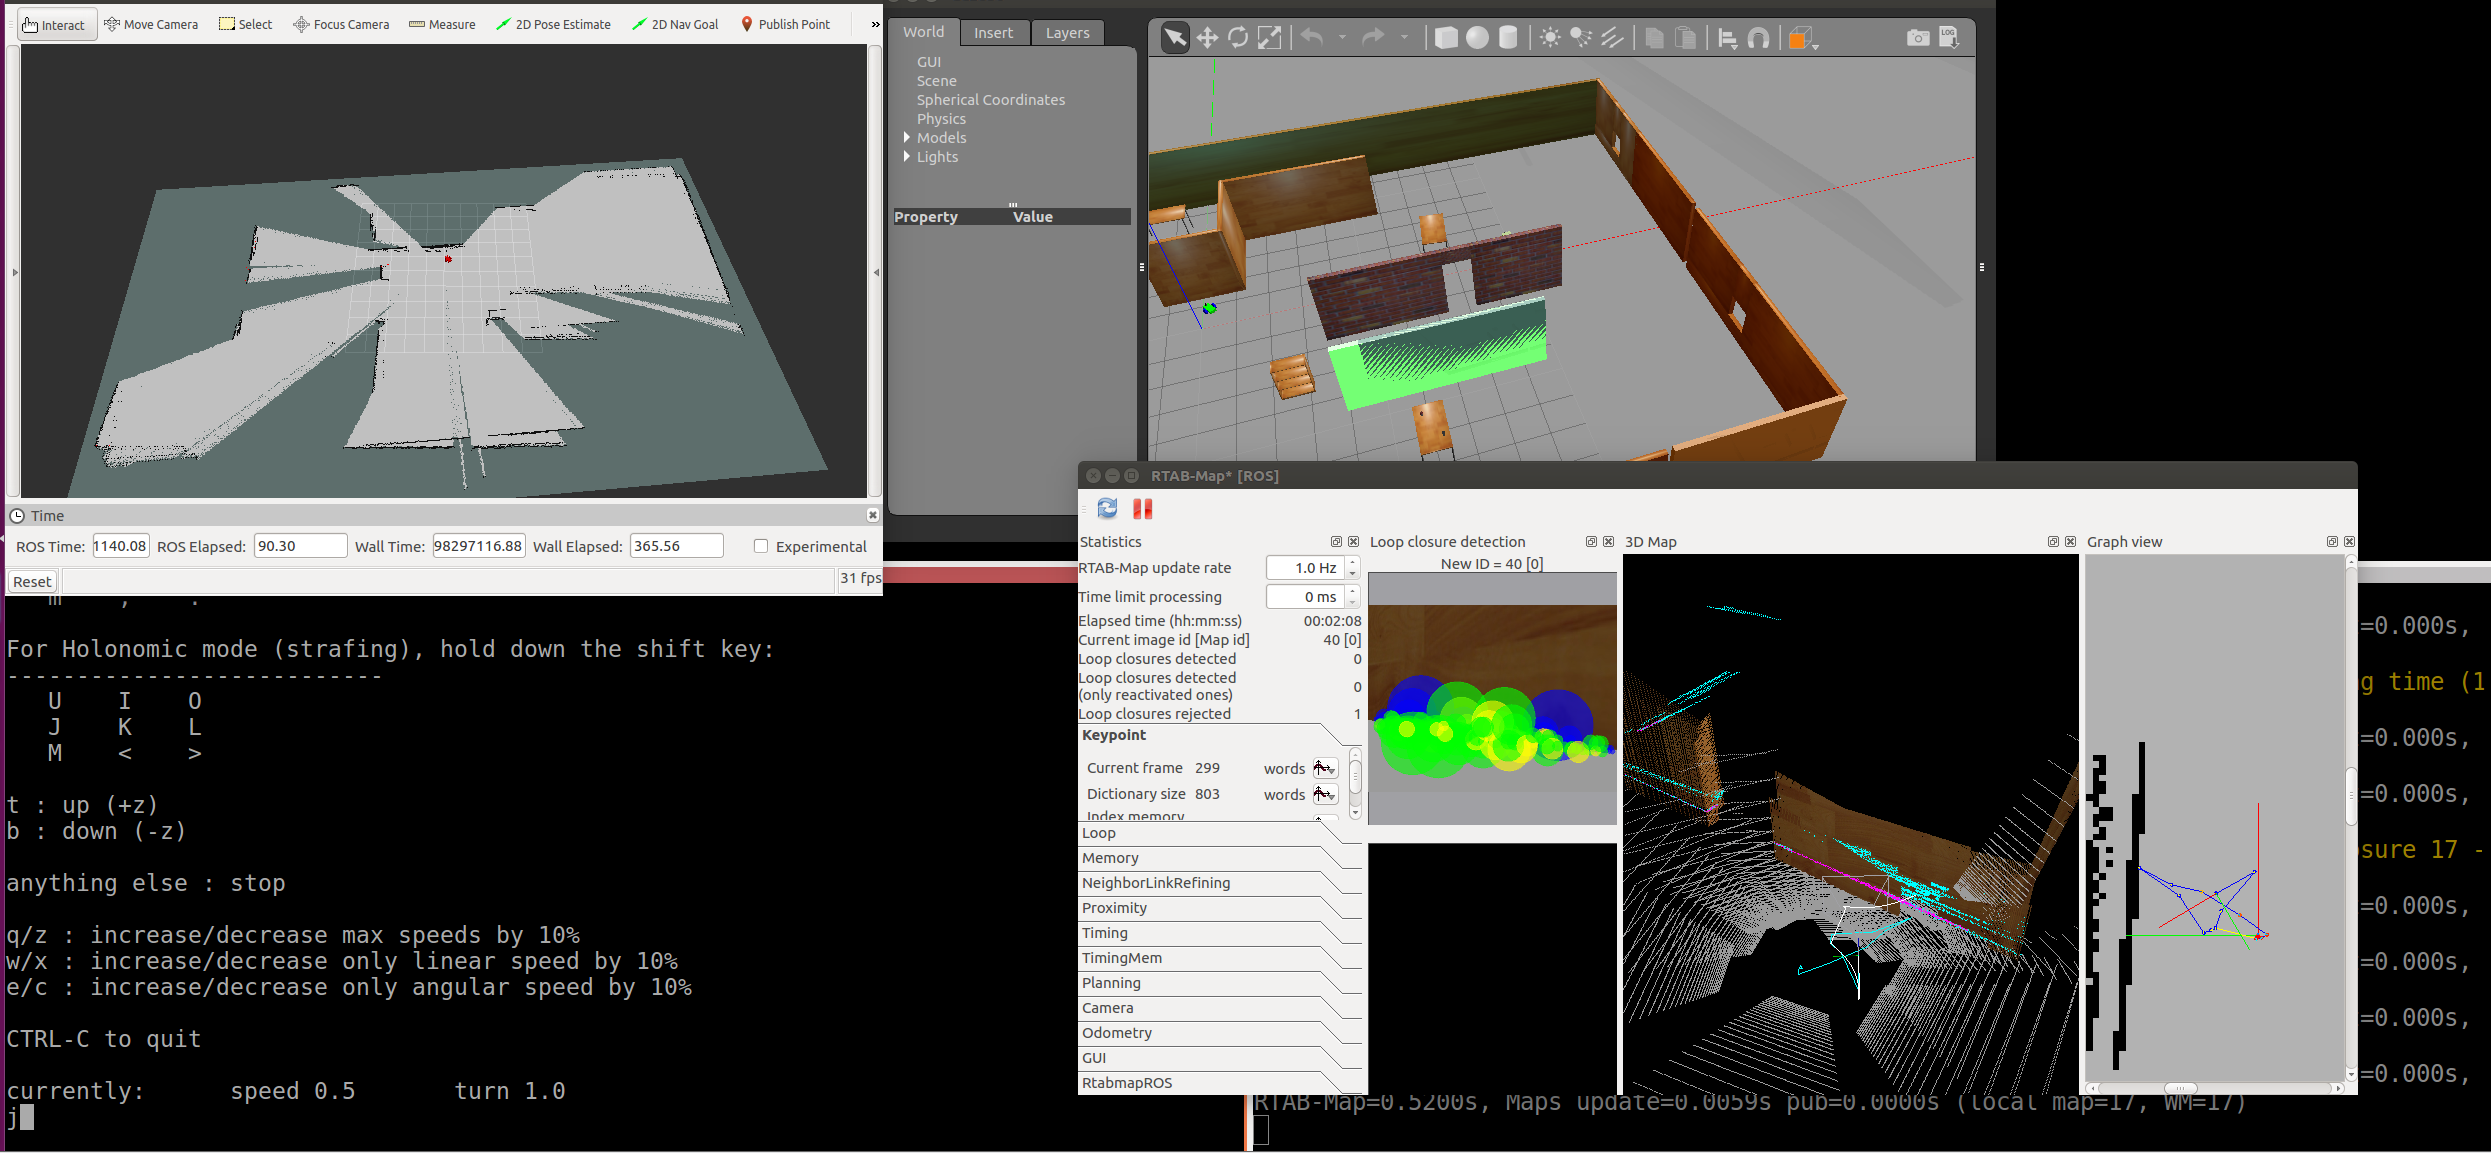 Interact Move Camera Select Focus Camera Measure 2D Pose Estimate 2D Nav Goal Publish Point »
Time
ROS Time: 1140.08 ROS Elapsed: 90.30 Wall Time: 98297116.88 Wall Elapsed: 365.56 Experimental
Reset 31 fps
World Insert Layers
GUI
Scene
Spherical Coordinates
Physics
Models
Lights
Property Value
LOG
m , .
For Holonomic mode (strafing), hold down the shift key:
---------------------------
U I O
J K L
M < >
t : up (+z)
b : down (-z)
anything else : stop
q/z : increase/decrease max speeds by 10%
w/x : increase/decrease only linear speed by 10%
e/c : increase/decrease only angular speed by 10%
CTRL-C to quit
currently: speed 0.5 turn 1.0
j
RTAB-Map* [ROS]
Statistics
RTAB-Map update rate 1.0 Hz
Time limit processing 0 ms
Elapsed time (hh:mm:ss) 00:02:08
Current image id [Map id] 40 [0]
Loop closures detected 0
Loop closures detected
(only reactivated ones) 0
Loop closures rejected 1
Keypoint
Current frame 299 words
Dictionary size 803 words
Index memory
Loop
Memory
NeighborLinkRefining
Proximity
Timing
TimingMem
Planning
Camera
Odometry
GUI
RtabmapROS
Loop closure detection
New ID = 40 [0]
3D Map
Graph view
=0.000s,
g time (1
=0.000s,
=0.000s,
sure 17 -
=0.000s,
=0.000s,
=0.000s,
=0.000s,
RTAB-Map=0.5200s, Maps update=0.0059s pub=0.0000s (local map=17, WM=17)